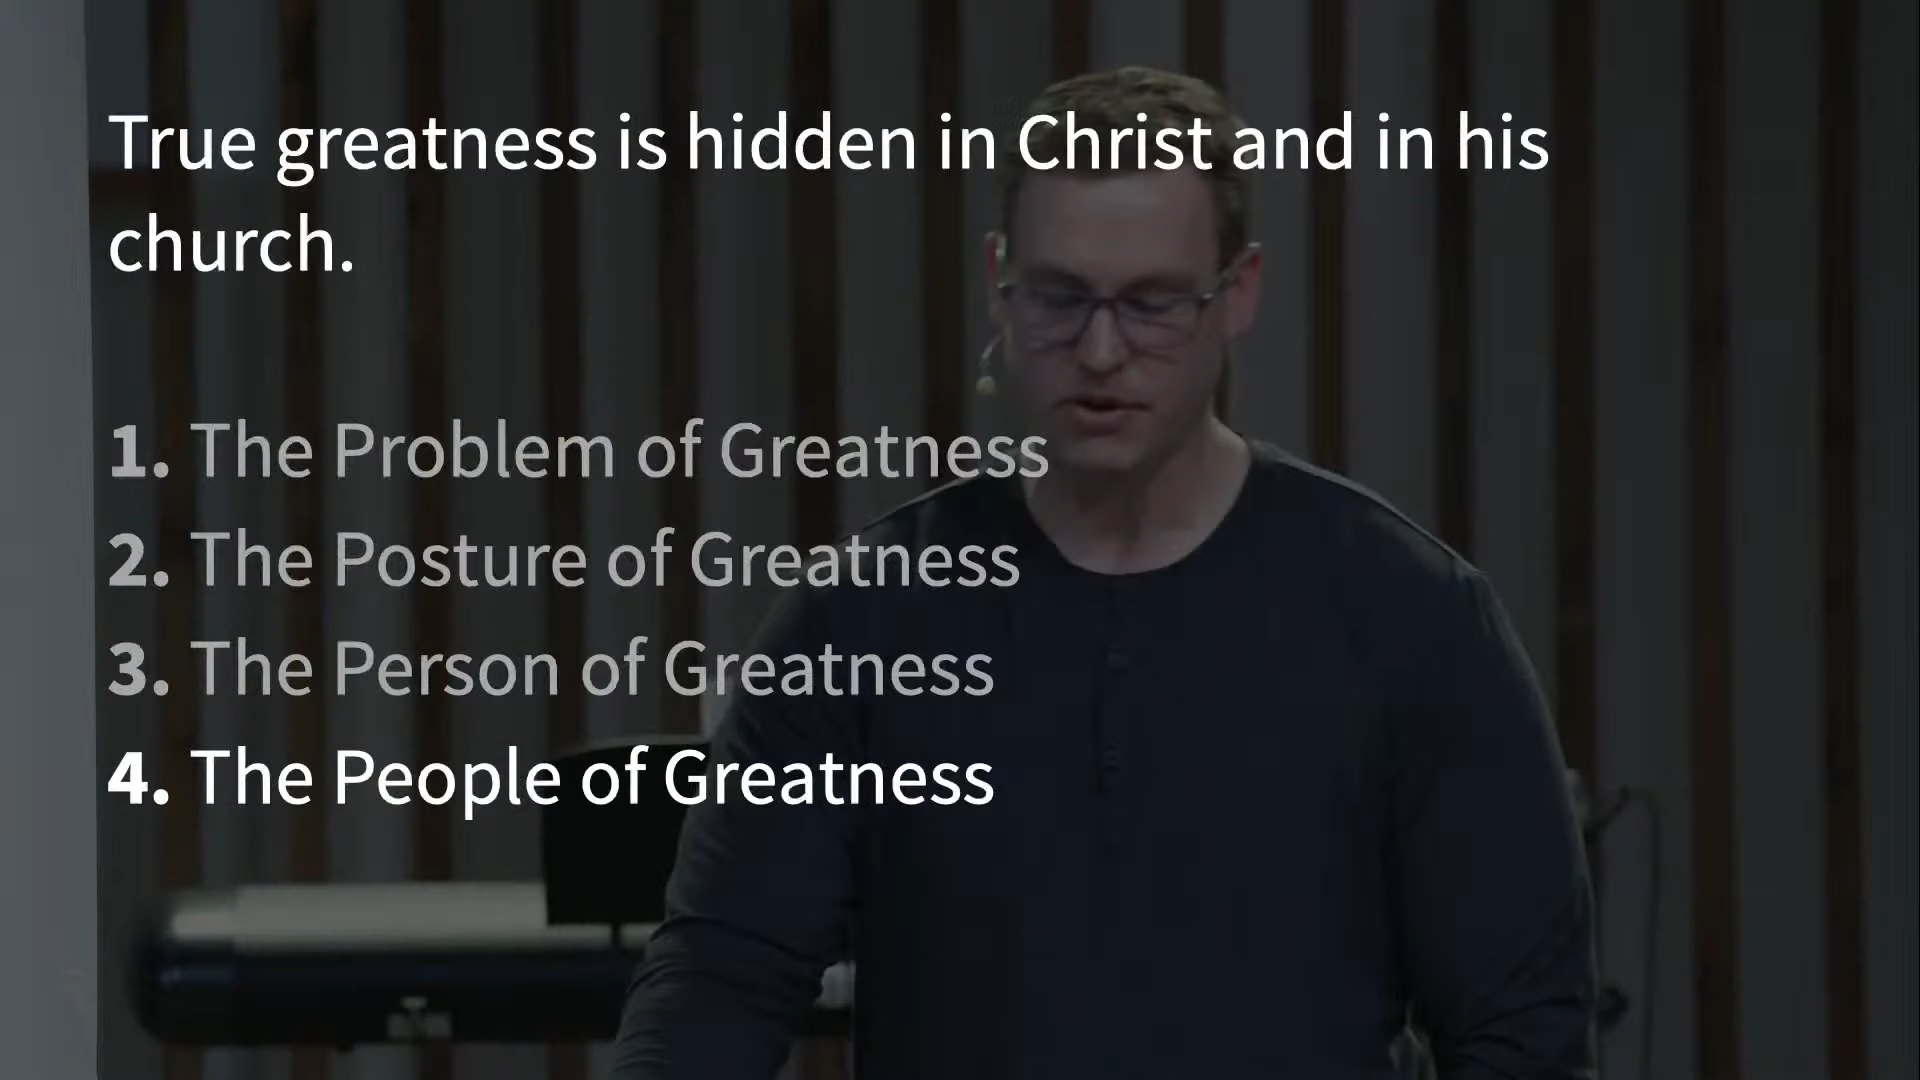 True greatness is hidden in Christ and in his
church.
1. The Problem of Greatness
2. The Posture of Greatness
3. The Person of Greatness
4. The People of Greatness